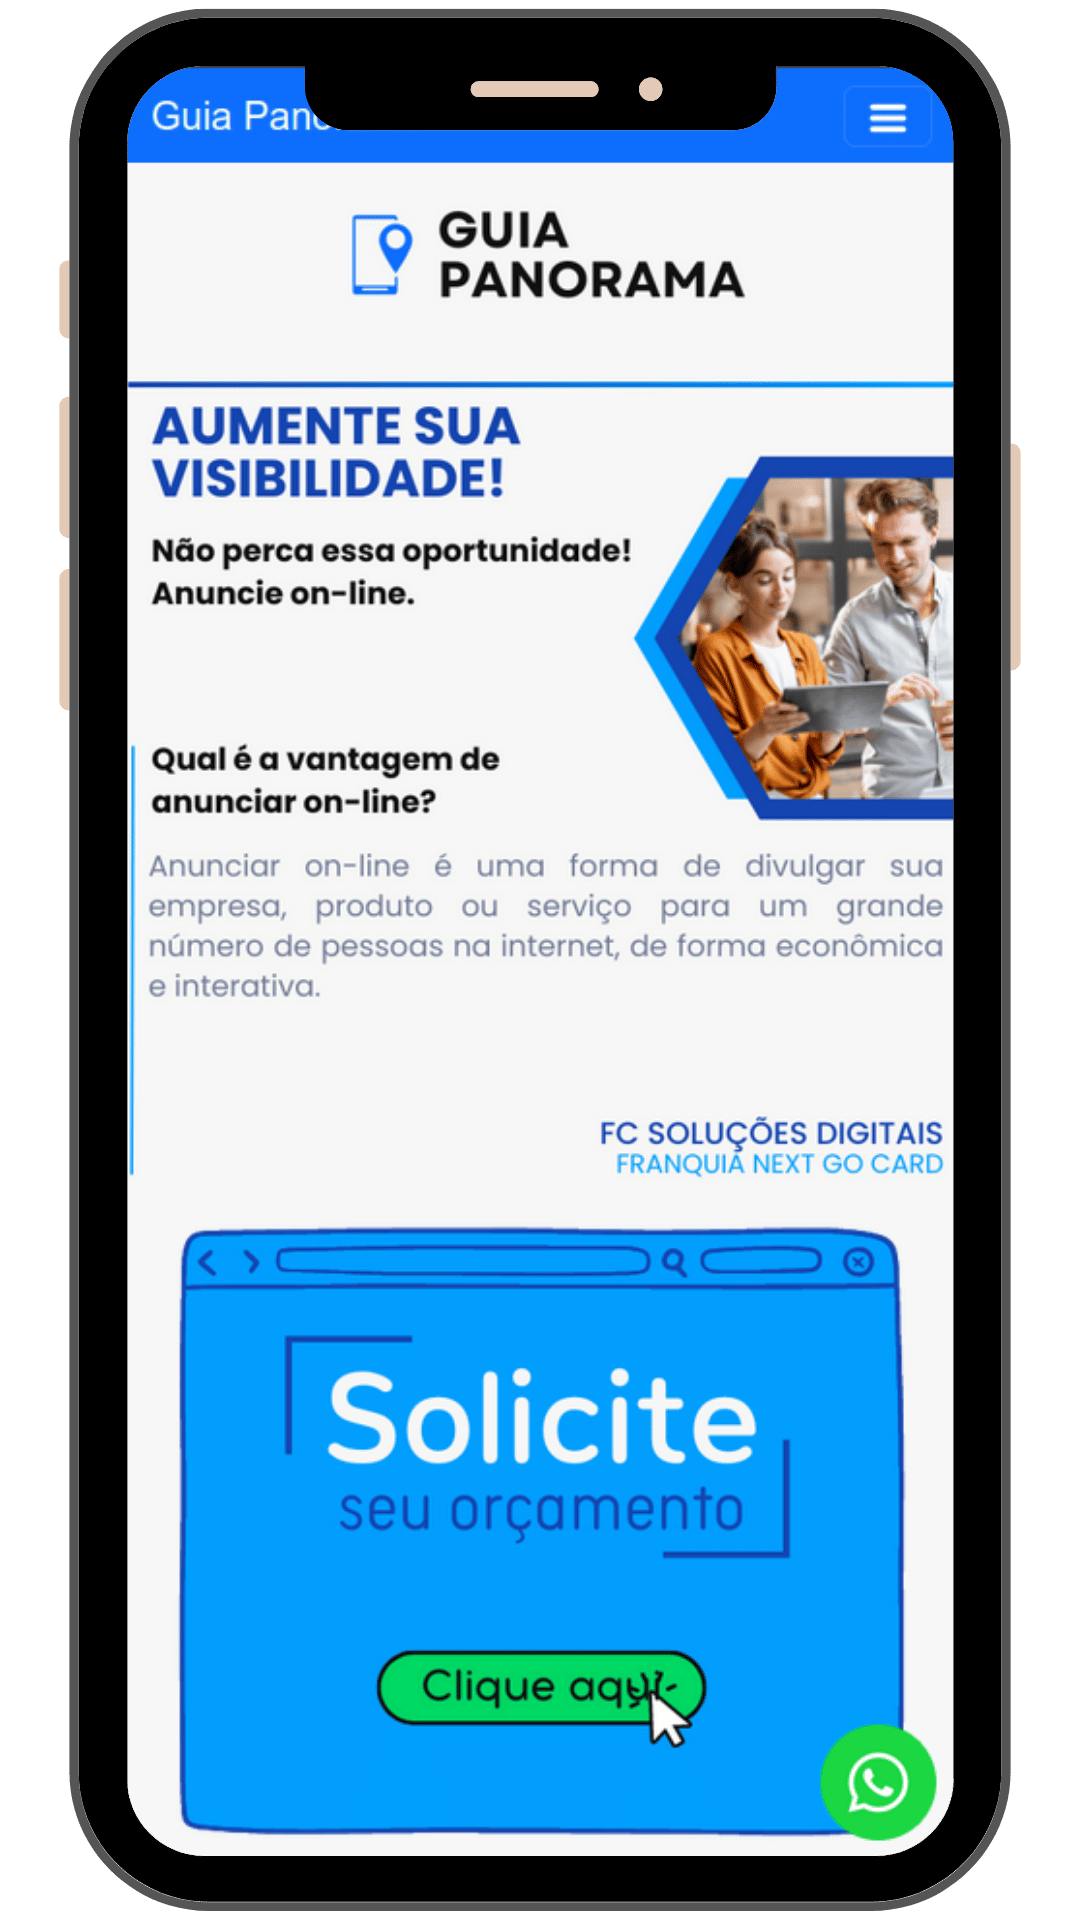 Guia Pano
GUIA
PANORAMA
AUMENTE SUA
VISIBILIDADE!
Não perca essa oportunidade!
Anuncie on-line.
Qual é a vantagem de
anunciar on-line?
Anunciar on-line é uma forma de divulgar sua
empresa, produto ou serviço para um grande
número de pessoas na internet, de forma econômica
e interativa.
FC SOLUÇÕES DIGITAIS
FRANQUIA NEXT GO CARD
Solicite
seu orçamento
Clique aqui